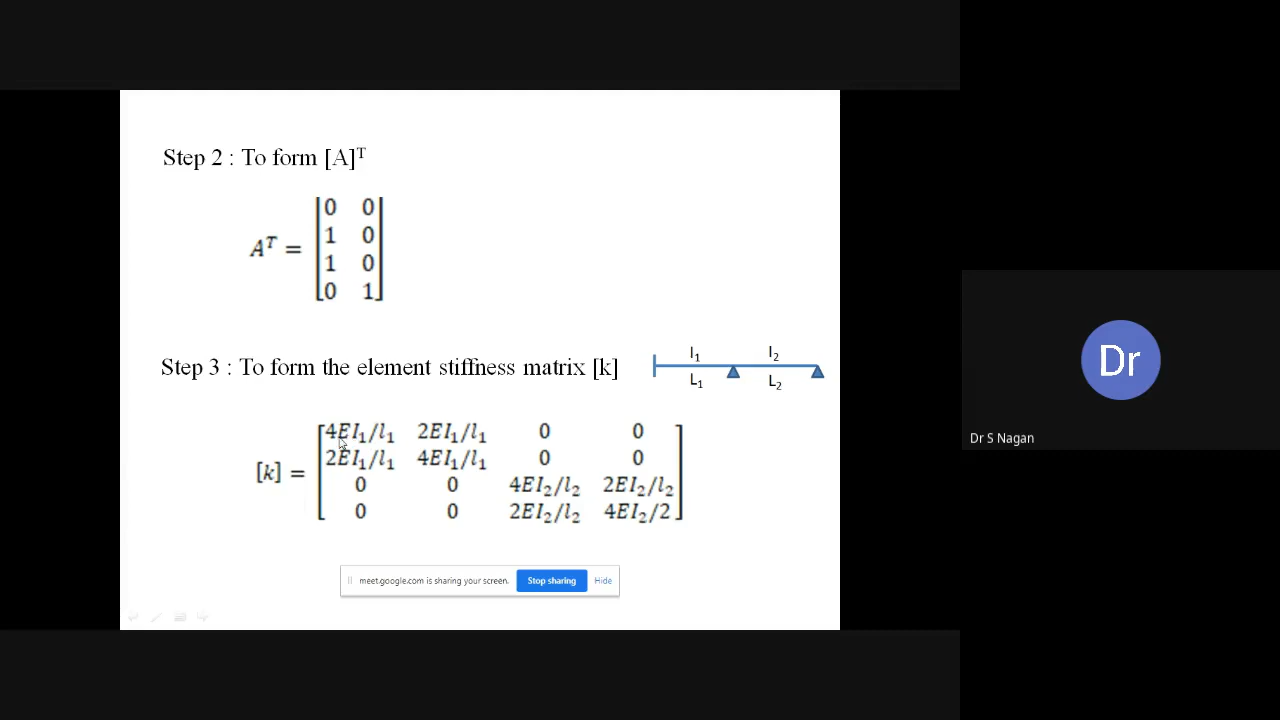 Step 2 : To form [A]ᵀ
Aᵀ =
0 0
1 0
1 0
0 1
Step 3 : To form the element stiffness matrix [k]
I₁ I₂
L₁ L₂
[k] =
4EI₁/l₁ 2EI₁/l₁ 0 0
2EI₁/l₁ 4EI₁/l₁ 0 0
0 0 4EI₂/l₂ 2EI₂/l₂
0 0 2EI₂/l₂ 4EI₂/2
meet.google.com is sharing your screen. Stop sharing Hide
Dr
Dr S Nagan